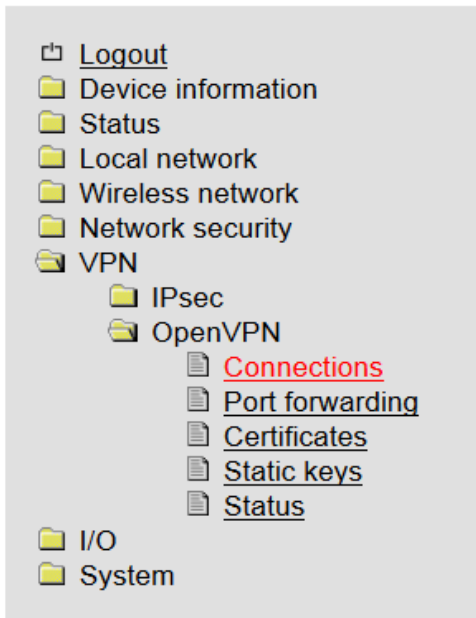 Logout
Device information
Status
Local network
Wireless network
Network security
VPN
IPsec
OpenVPN
Connections
Port forwarding
Certificates
Static keys
Status
I/O
System